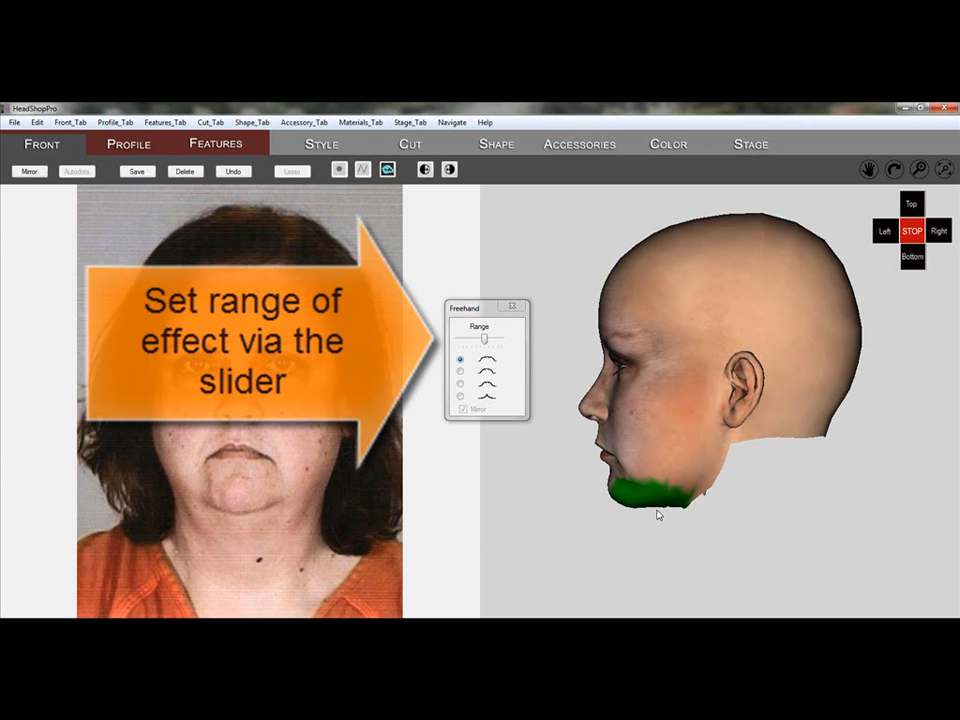 HeadShopPro
File Edit Front_Tab Profile_Tab Features_Tab Cut_Tab Shape_Tab Accessory_Tab Materials_Tab Stage_Tab Navigate Help
FRONT PROFILE FEATURES STYLE CUT SHAPE ACCESSORIES COLOR STAGE
Mirror Autodots Save Delete Undo Lasso
Top
Left STOP Right
Bottom
Set range of
effect via the
slider
Freehand
Range
Mirror